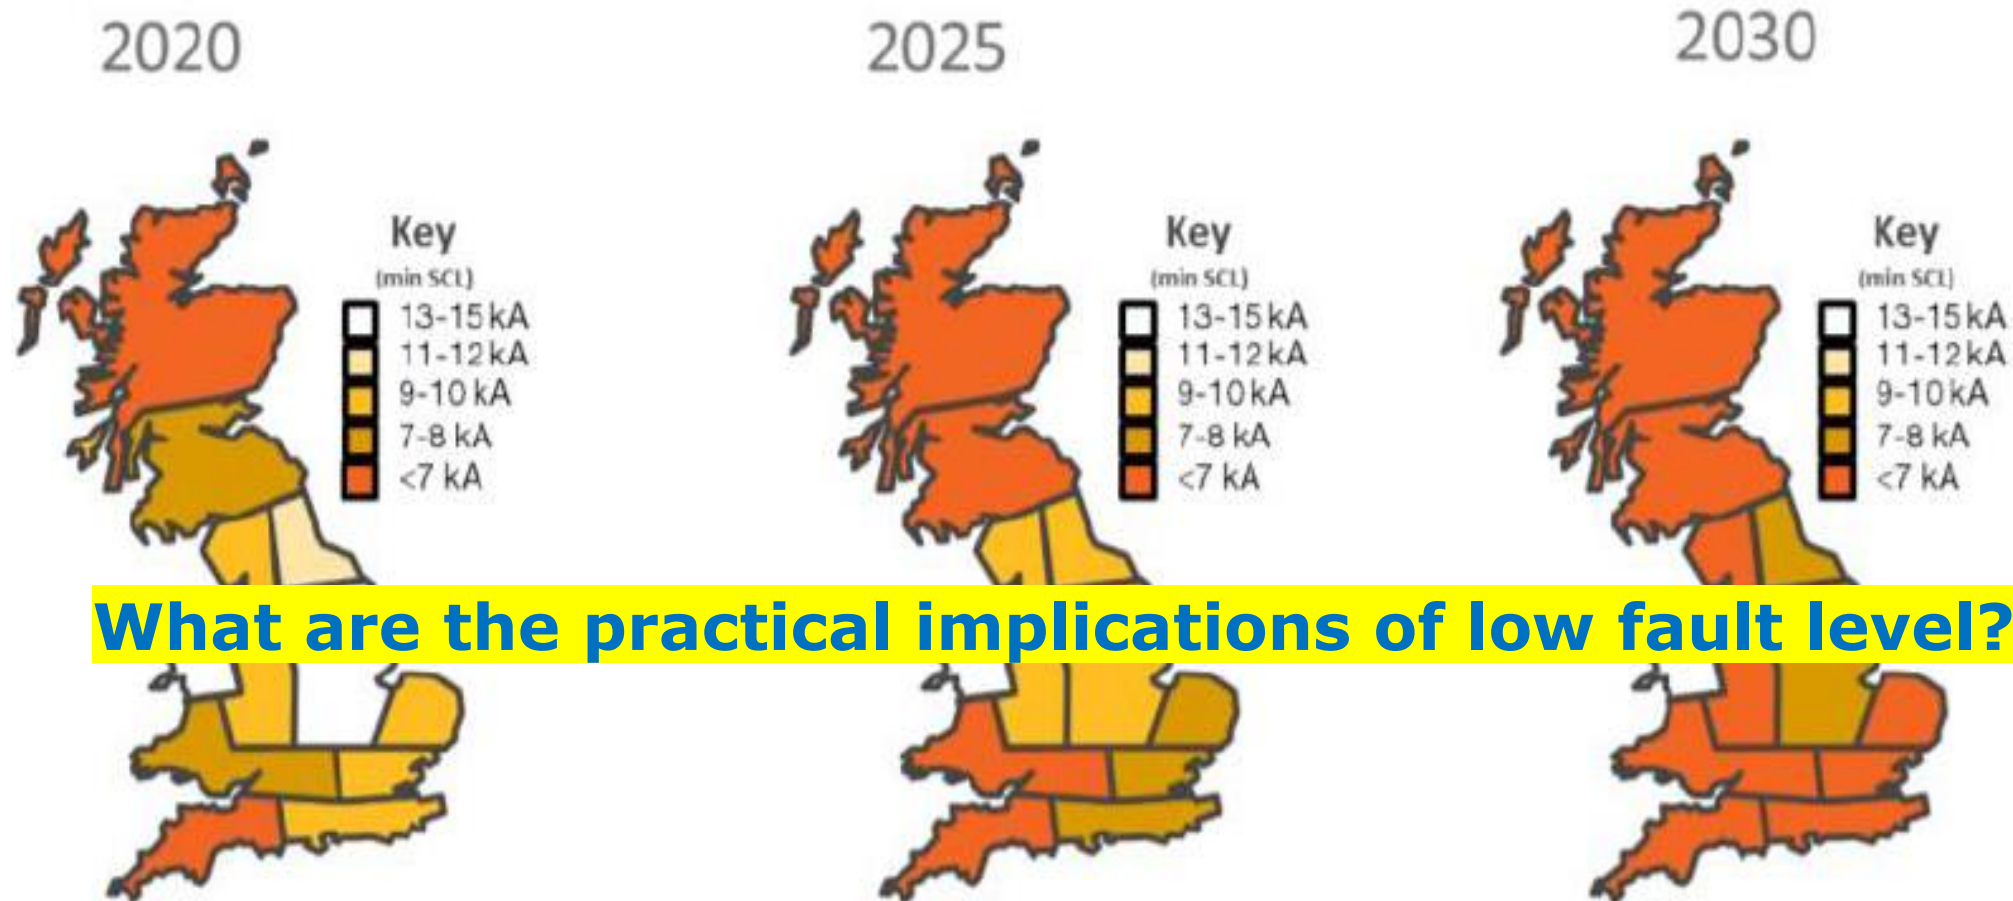 2020
2025
2030
Key
(min SCL)
13-15 kA
11-12 kA
9-10 kA
7-8 kA
<7 kA
Key
(min SCL)
13-15 kA
11-12 kA
9-10 kA
7-8 kA
<7 kA
Key
(min SCL)
13-15 kA
11-12 kA
9-10 kA
7-8 kA
<7 kA
What are the practical implications of low fault level?